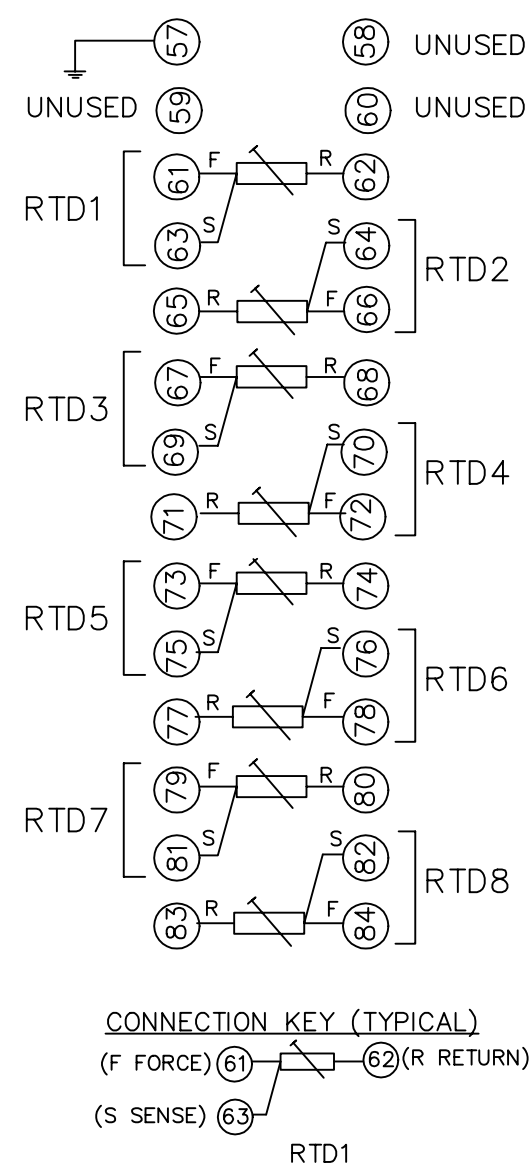 57 58 UNUSED
UNUSED 59 60 UNUSED
61 F R 62
RTD1
63 S S 64
RTD2
65 R F 66
67 F R 68
RTD3
69 S S 70
RTD4
71 R F 72
73 F R 74
RTD5
75 S S 76
RTD6
77 R F 78
79 F R 80
RTD7
81 S S 82
RTD8
83 R F 84
CONNECTION KEY (TYPICAL)
(F FORCE) 61 62 (R RETURN)
(S SENSE) 63
RTD1